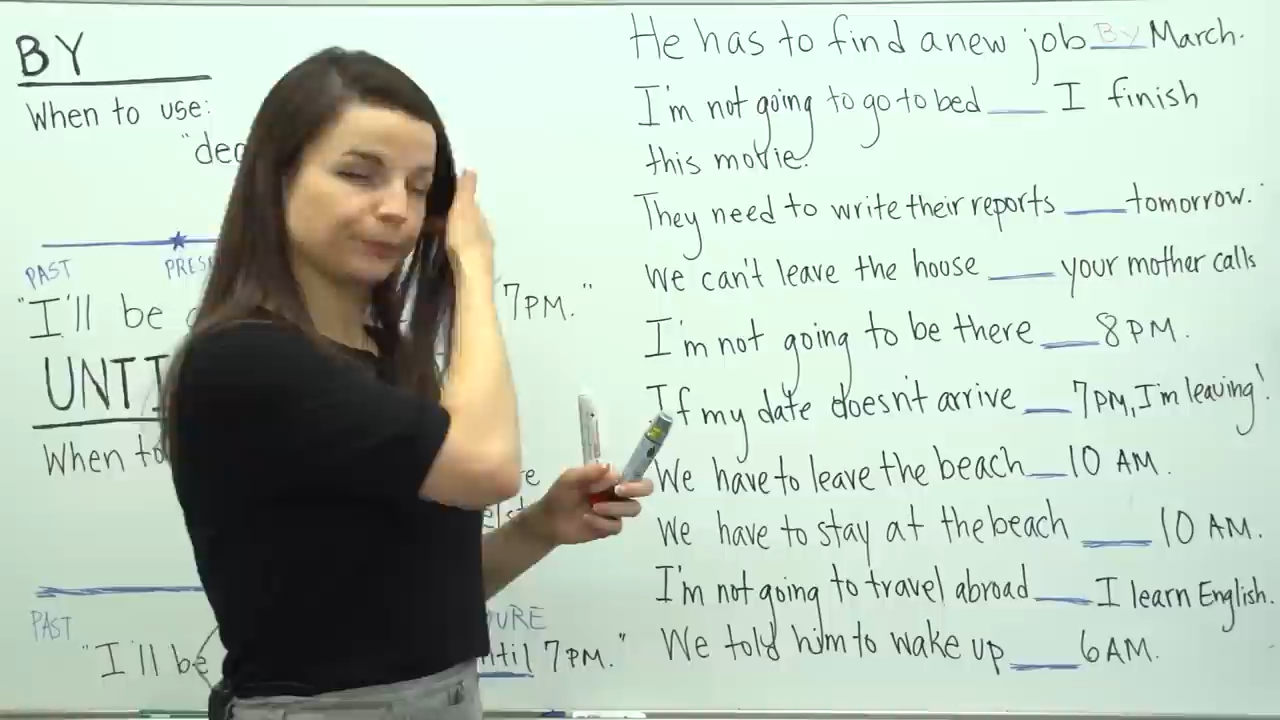 BY
When to use:
PAST
"I'll be 7PM."
When to
PAST
"I'll be until 7PM."
He has to find a new job BY March.
I'm not going to go to bed ___ I finish
this movie.
They need to write their reports ___ tomorrow.
We can't leave the house ___ your mother calls
I'm not going to be there ___ 8 PM.
If my date doesn't arrive ___ 7PM, I'm leaving!
We have to leave the beach ___ 10 AM.
We have to stay at the beach ___ 10 AM.
I'm not going to travel abroad ___ I learn English.
We told him to wake up ___ 6 AM.